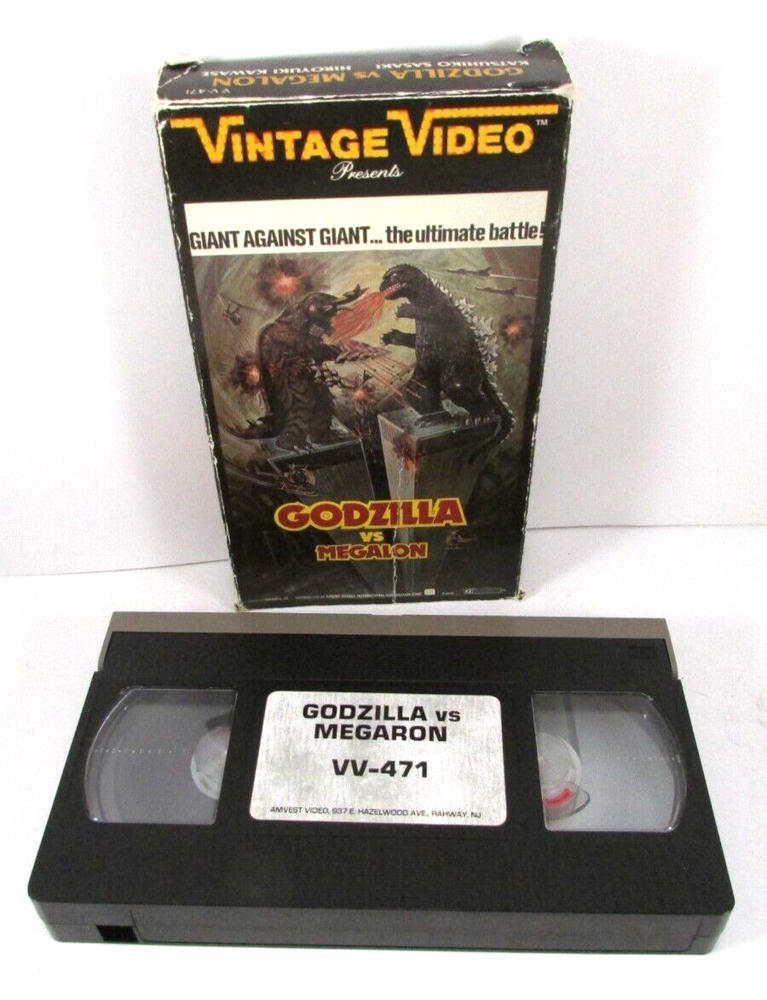 GODZILLA vs MEGALON
KATSUHIKO SASAKI
HIROYUKI KAWASE
VV-471
VINTAGE VIDEO™
Presents
GIANT AGAINST GIANT... the ultimate battle!
GODZILLA
VS
MEGALON
GODZILLA vs
MEGARON
VV-471
AMVEST VIDEO, 937 E. HAZELWOOD AVE., RAHWAY, NJ